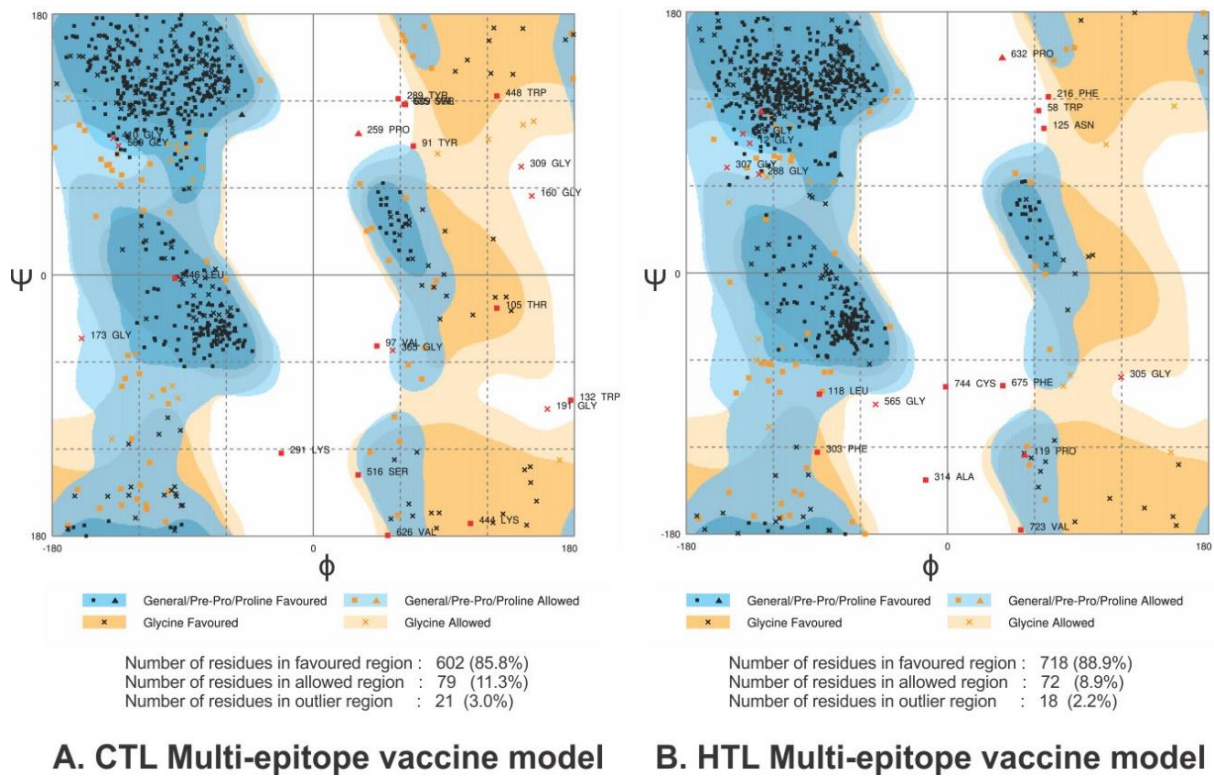 180
289 TYR
448 TRP
259 PRO
91 TYR
569 GLY
309 GLY
160 GLY
Ψ
0
446 LEU
105 THR
173 GLY
97 VAL
365 GLY
132 TRP
191 GLY
291 LYS
516 SER
444 LYS
626 VAL
180
-180
0
180
Φ
General/Pre-Pro/Proline Favoured
General/Pre-Pro/Proline Allowed
Glycine Favoured
Glycine Allowed
Number of residues in favoured region : 602 (85.8%)
Number of residues in allowed region : 79 (11.3%)
Number of residues in outlier region : 21 (3.0%)
A. CTL Multi-epitope vaccine model
180
632 PRO
216 PHE
58 TRP
125 ASN
GLY
GLY
307 GLY
288 GLY
Ψ
0
305 GLY
744 CYS
675 PHE
118 LEU
565 GLY
303 PHE
119 PRO
314 ALA
723 VAL
-180
-180
0
180
Φ
General/Pre-Pro/Proline Favoured
General/Pre-Pro/Proline Allowed
Glycine Favoured
Glycine Allowed
Number of residues in favoured region : 718 (88.9%)
Number of residues in allowed region : 72 (8.9%)
Number of residues in outlier region : 18 (2.2%)
B. HTL Multi-epitope vaccine model